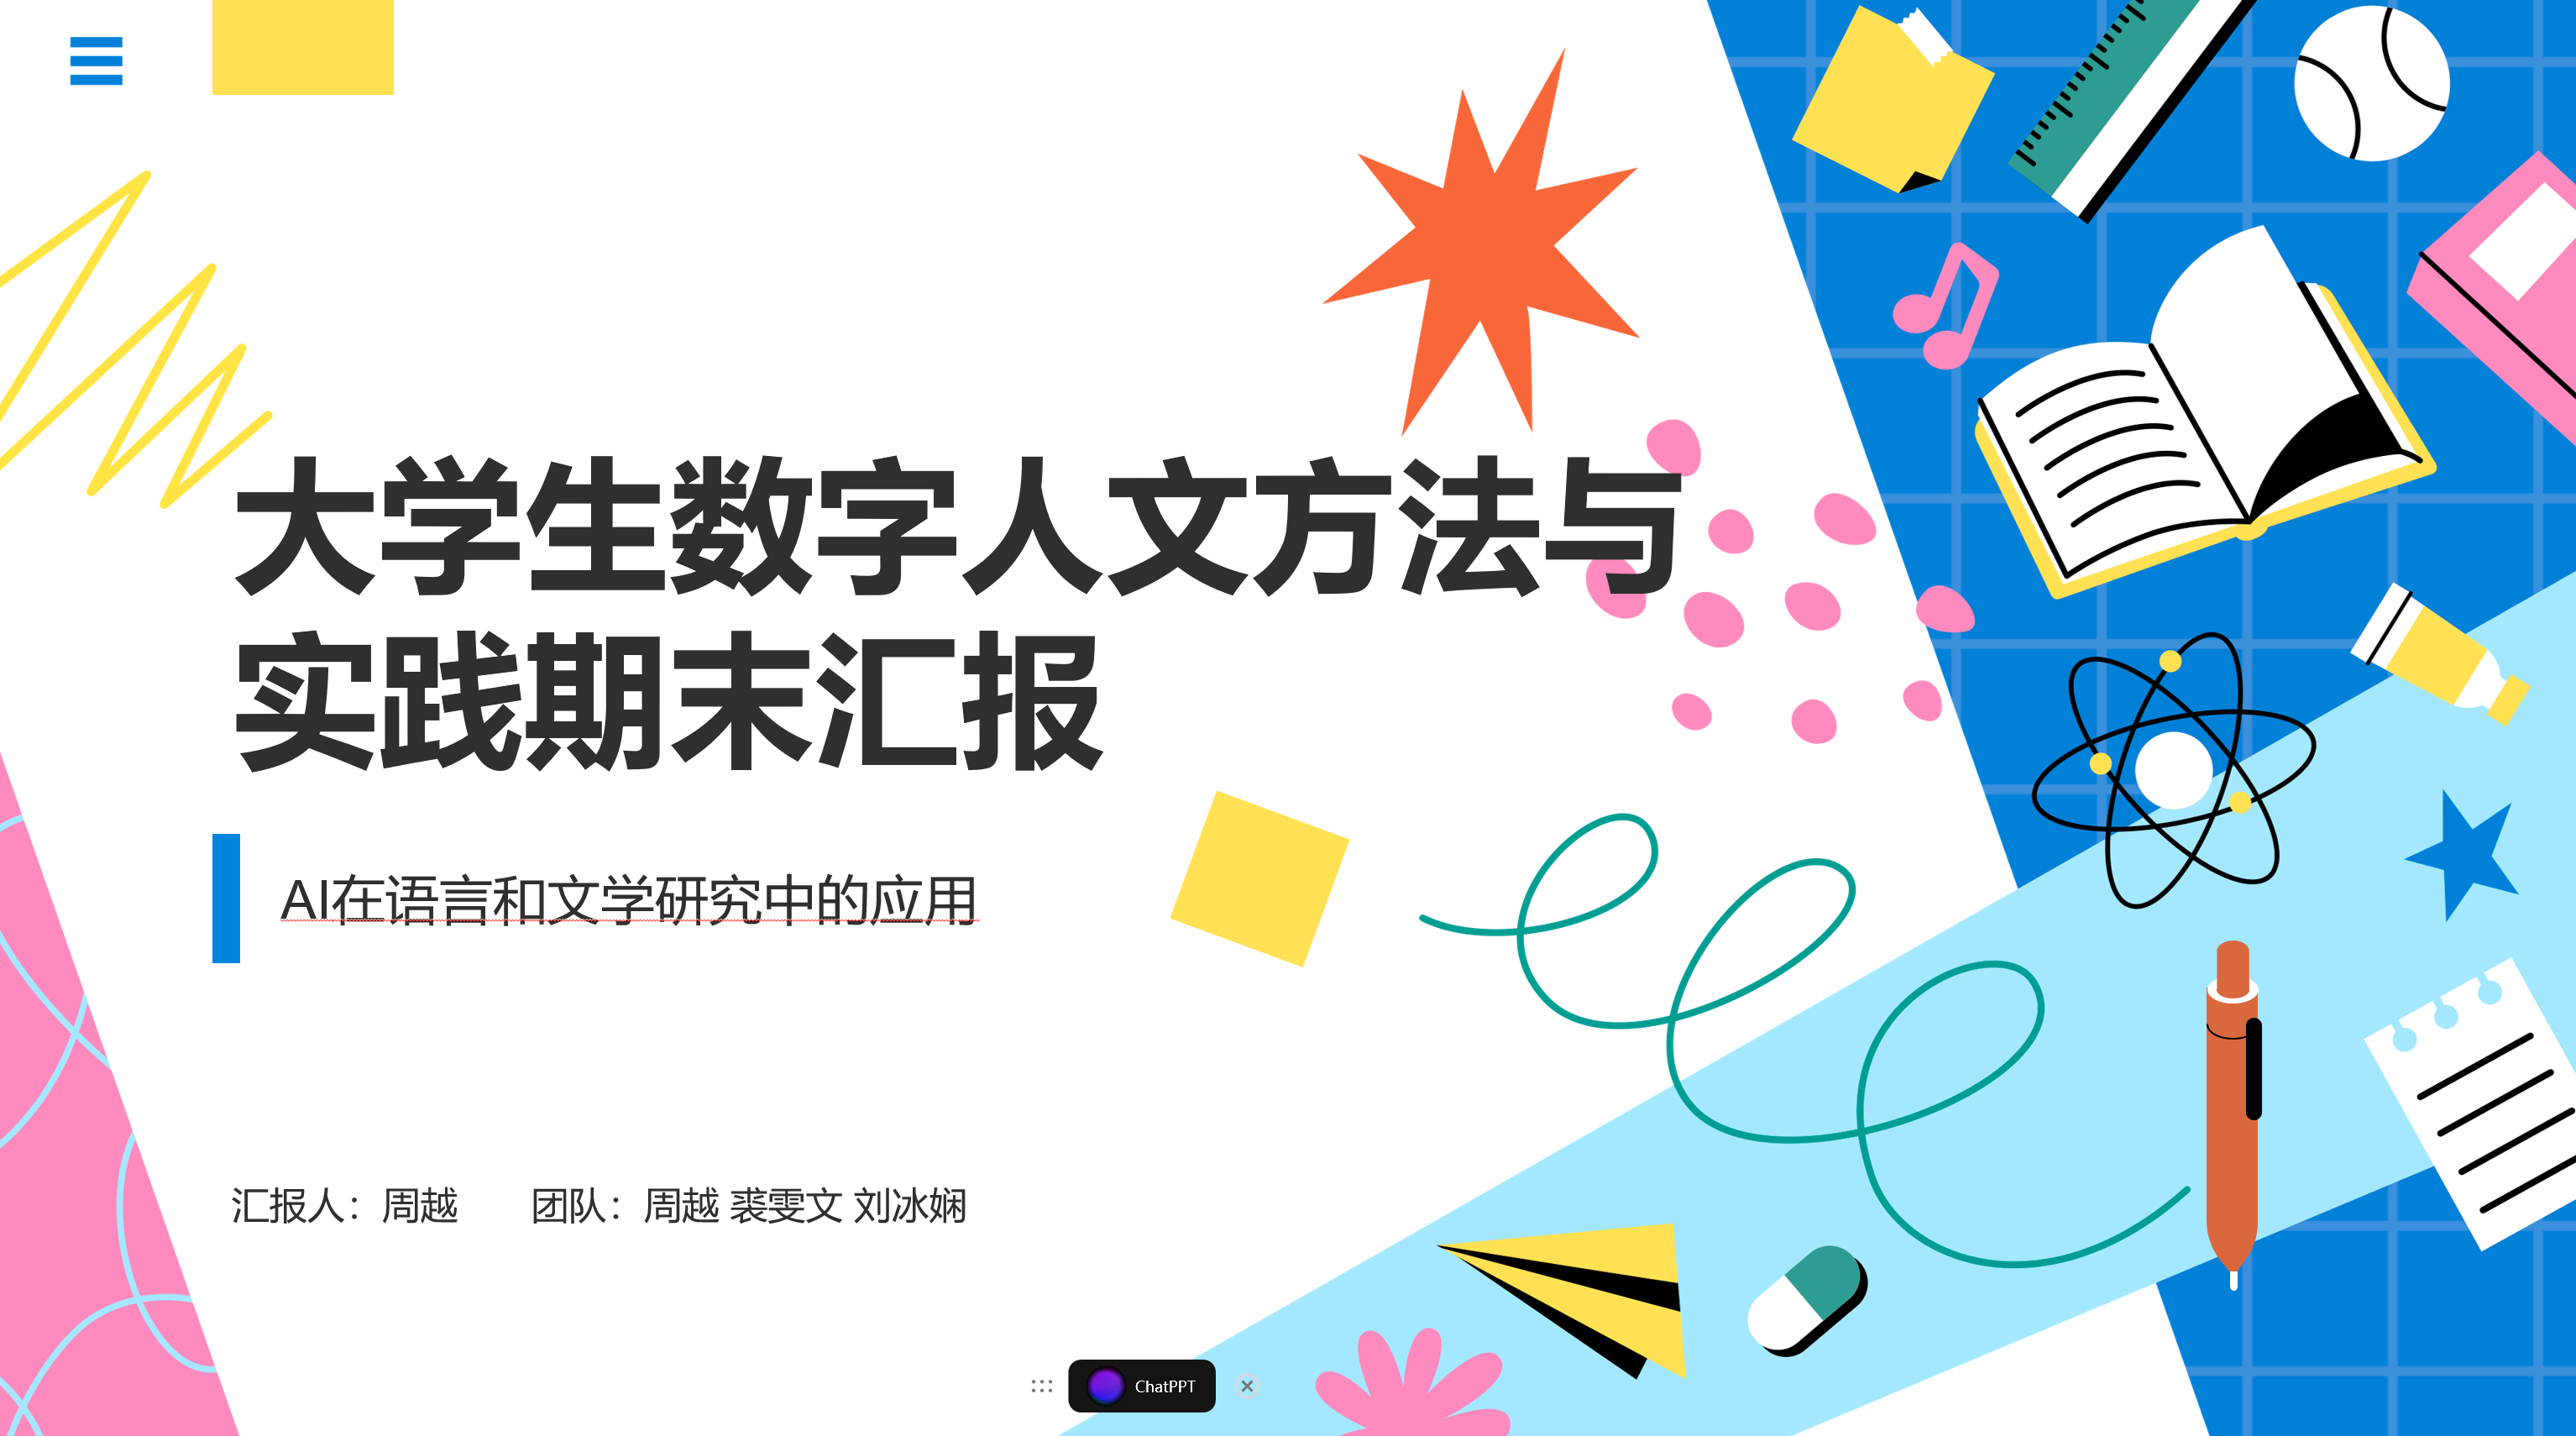 大学生数字人文方法与
实践期末汇报
AI在语言和文学研究中的应用
汇报人：周越 团队：周越 裘雯文 刘冰娴
ChatPPT